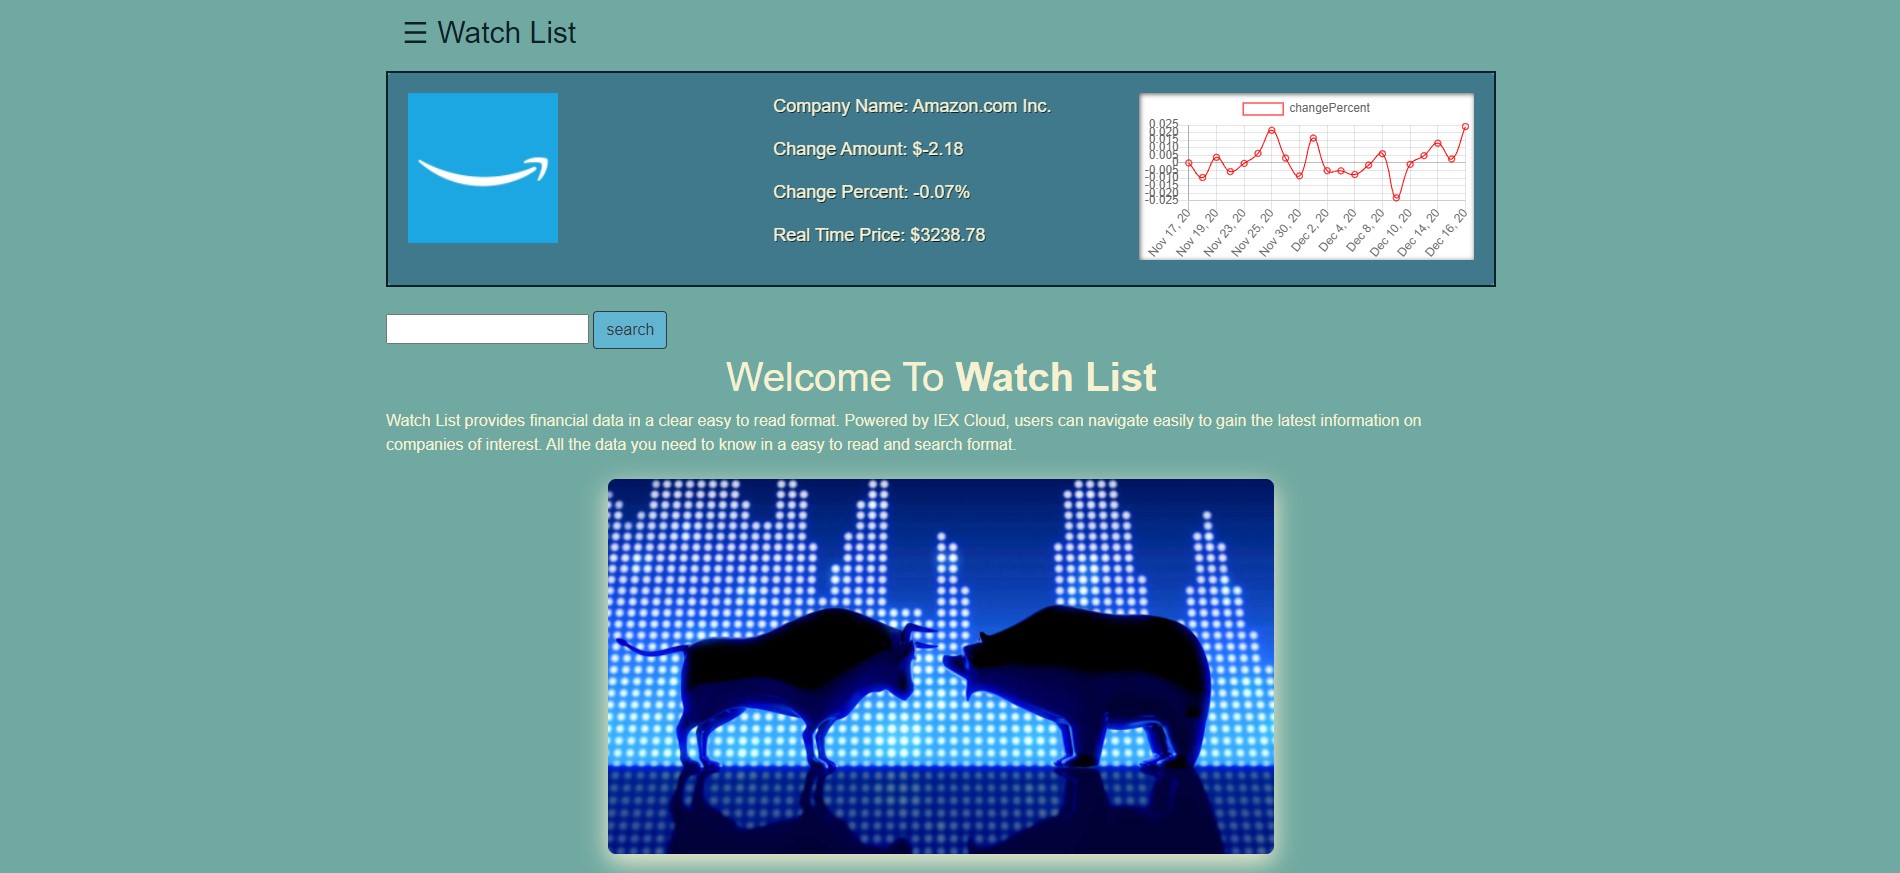 ☰ Watch List
Company Name: Amazon.com Inc.
Change Amount: $-2.18
Change Percent: -0.07%
Real Time Price: $3238.78
changePercent
0.025
0.020
0.015
0.010
0.005
0
-0.005
-0.010
-0.015
-0.020
-0.025
Nov 17, 20
Nov 19, 20
Nov 23, 20
Nov 25, 20
Nov 30, 20
Dec 2, 20
Dec 4, 20
Dec 8, 20
Dec 10, 20
Dec 14, 20
Dec 16, 20
search
Welcome To Watch List
Watch List provides financial data in a clear easy to read format. Powered by IEX Cloud, users can navigate easily to gain the latest information on
companies of interest. All the data you need to know in a easy to read and search format.